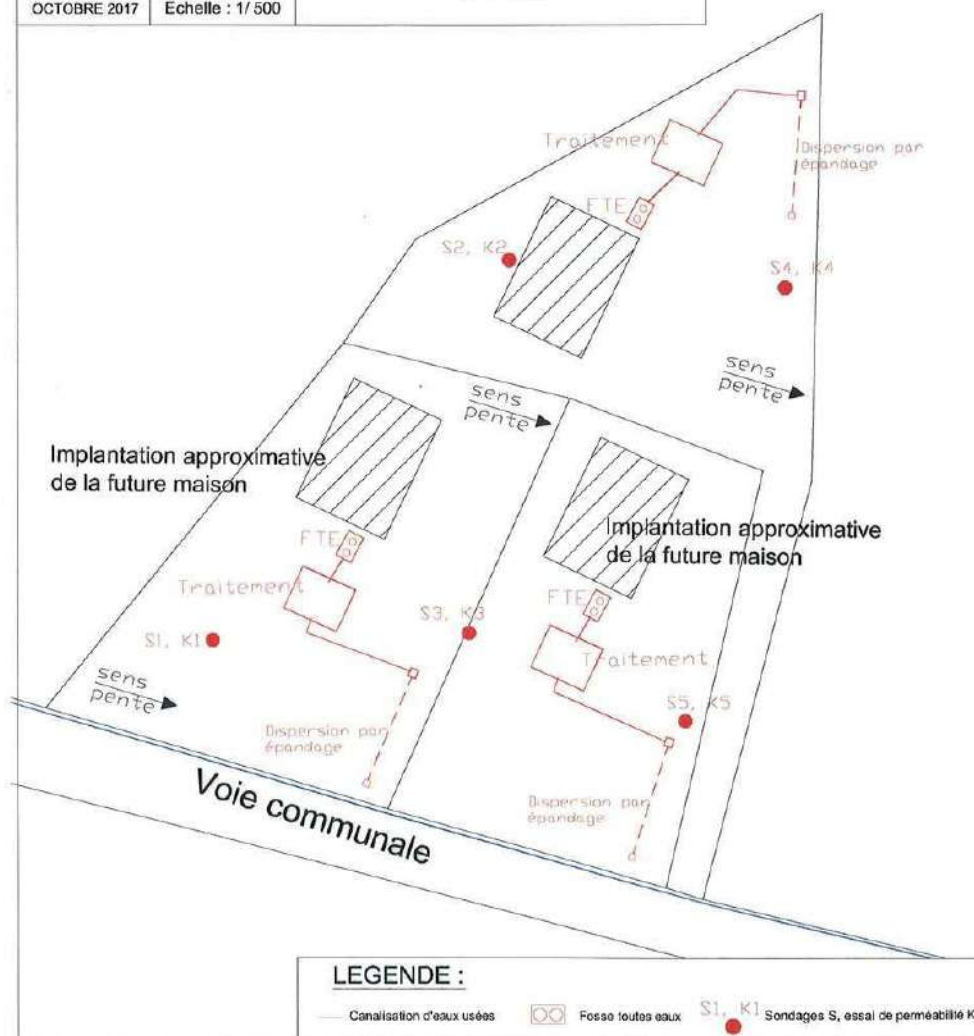 OCTOBRE 2017
Echelle : 1/ 500
Traitement
Dispersion par
épandage
FTE
S2, K2
S4, K4
sens
pente
sens
pente
Implantation approximative
de la future maison
Implantation approximative
de la future maison
FTE
Traitement
FTE
S3, K3
S1, K1
Traitement
sens
pente
S5, K5
Dispersion par
épandage
Voie communale
Dispersion par
épandage
LEGENDE :
Canalisation d'eaux usées
Fosse toutes eaux
S1, K1
Sondages S, essai de perméabilité K